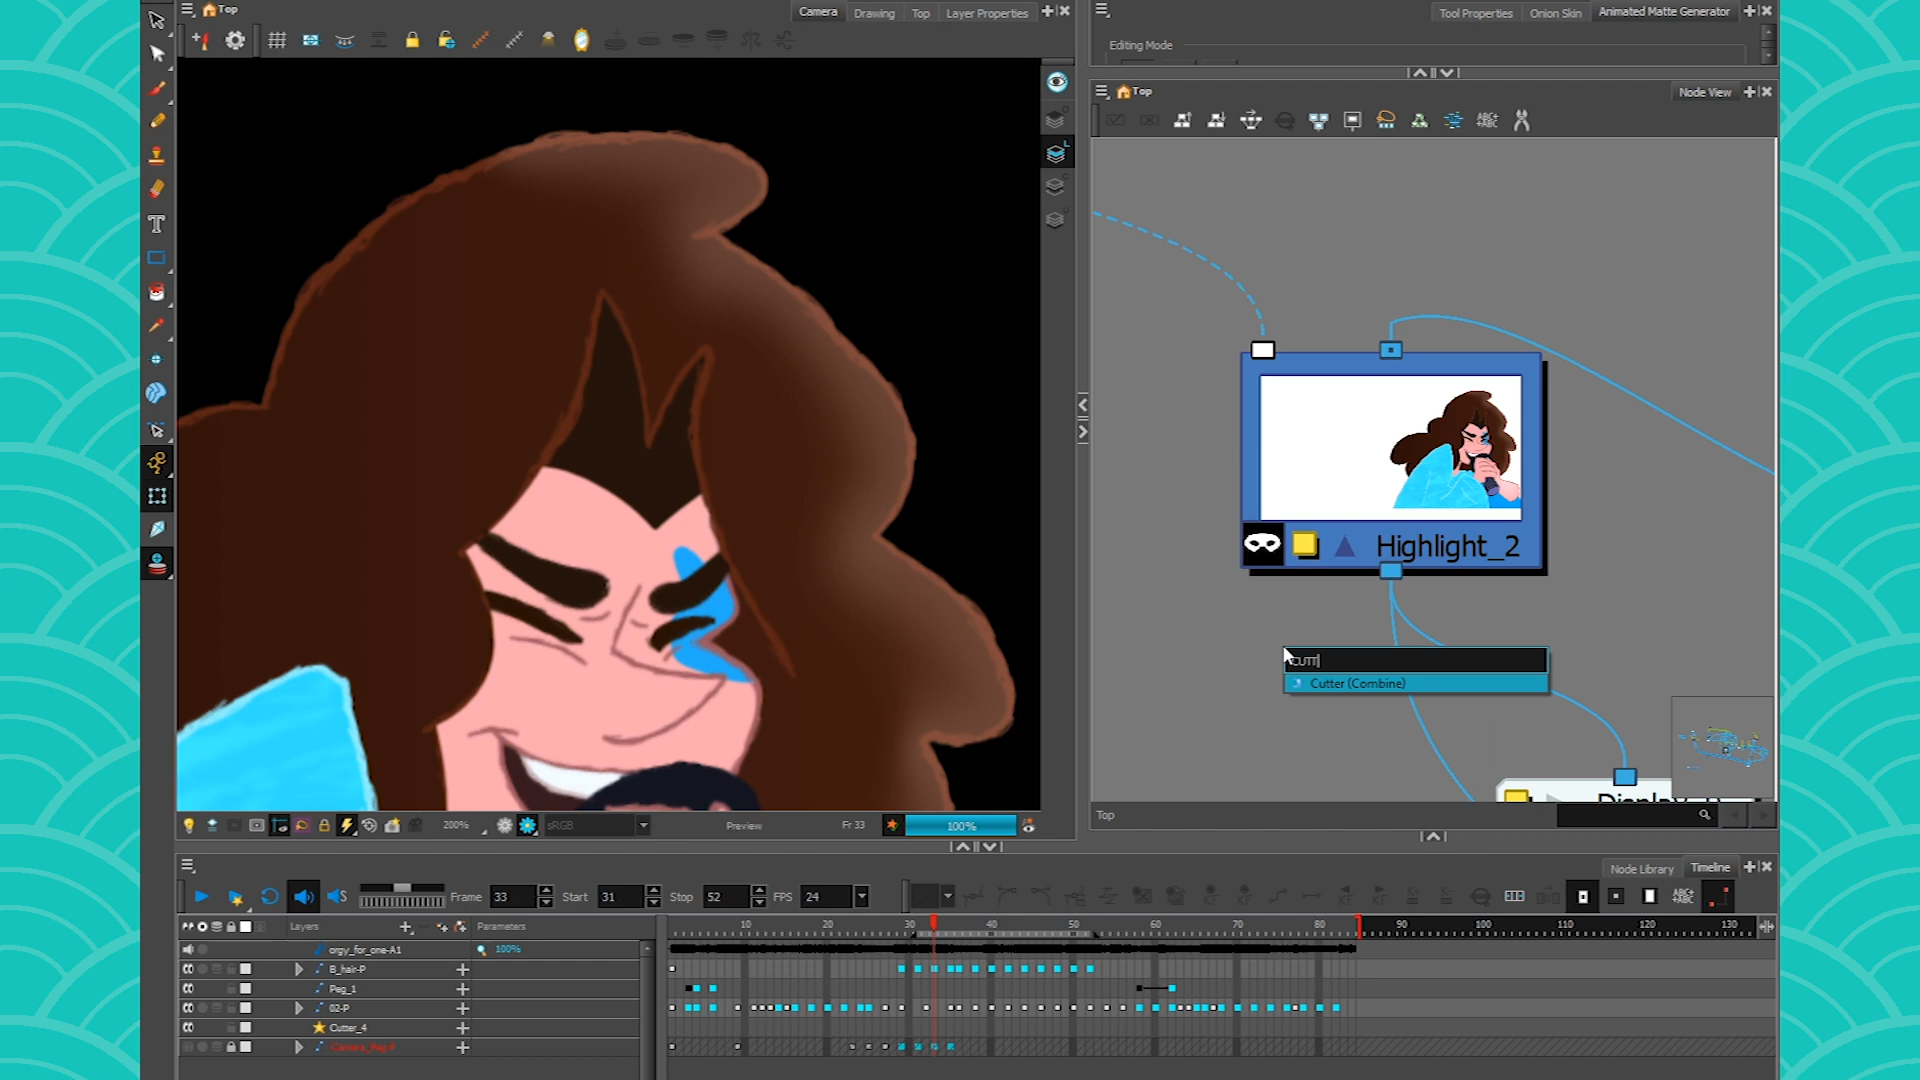 Top
Camera
Drawing
Top
Layer Properties
Tool Properties
Onion Skin
Animated Matte Generator
Editing Mode
Top
Node View
Highlight_2
CUTT
Cutter (Combine)
Top
200%
sRGB
Preview
Fr 33
100%
Node Library
Timeline
Frame 33 Start 31 Stop 52 FPS 24
Layers Parameters
10 20 30 40 50 60 70 80 90 100 110 120 130
orgy_for_one-A1 100%
B_hair-P
Peg_1
02-P
Cutter_4